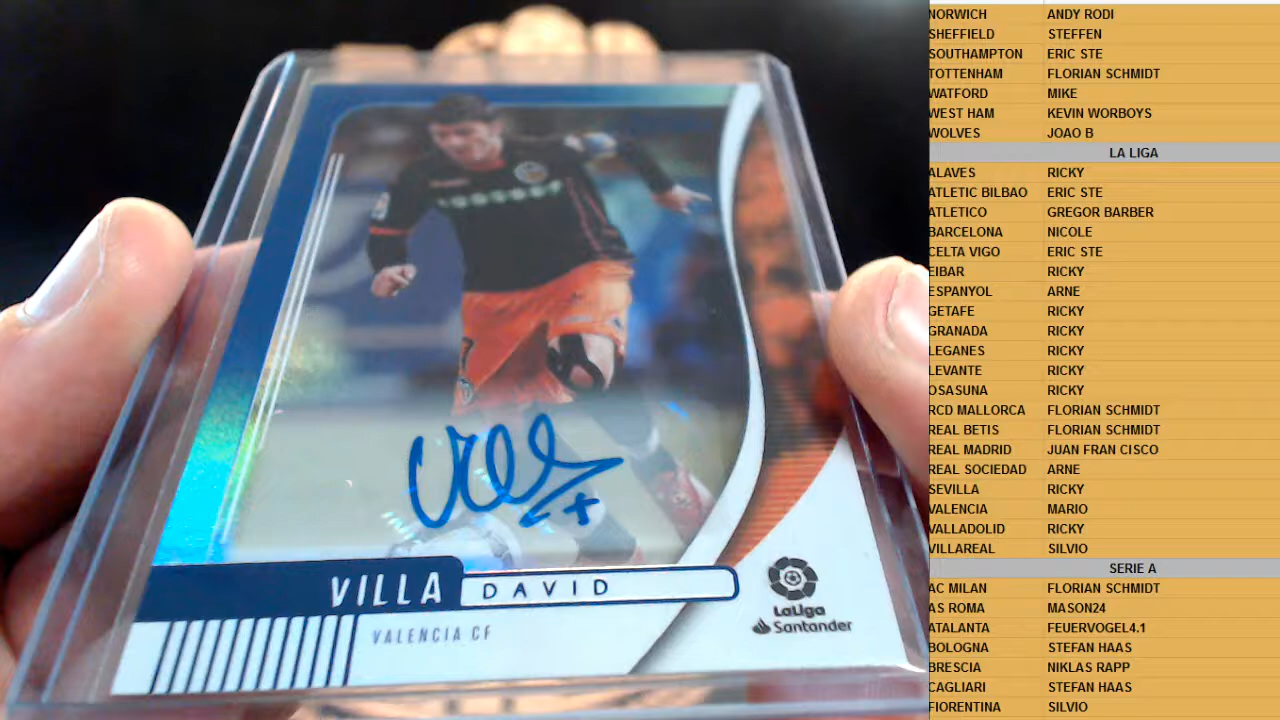 VILLA DAVID
VALENCIA CF
LaLiga
Santander
NORWICH ANDY RODI
SHEFFIELD STEFFEN
SOUTHAMPTON ERIC STE
TOTTENHAM FLORIAN SCHMIDT
WATFORD MIKE
WEST HAM KEVIN WORBOYS
WOLVES JOAO B
LA LIGA
ALAVES RICKY
ATLETIC BILBAO ERIC STE
ATLETICO GREGOR BARBER
BARCELONA NICOLE
CELTA VIGO ERIC STE
EIBAR RICKY
ESPANYOL ARNE
GETAFE RICKY
GRANADA RICKY
LEGANES RICKY
LEVANTE RICKY
OSASUNA RICKY
RCD MALLORCA FLORIAN SCHMIDT
REAL BETIS FLORIAN SCHMIDT
REAL MADRID JUAN FRAN CISCO
REAL SOCIEDAD ARNE
SEVILLA RICKY
VALENCIA MARIO
VALLADOLID RICKY
VILLAREAL SILVIO
SERIE A
AC MILAN FLORIAN SCHMIDT
AS ROMA MASON24
ATALANTA FEUERVOGEL4.1
BOLOGNA STEFAN HAAS
BRESCIA NIKLAS RAPP
CAGLIARI STEFAN HAAS
FIORENTINA SILVIO